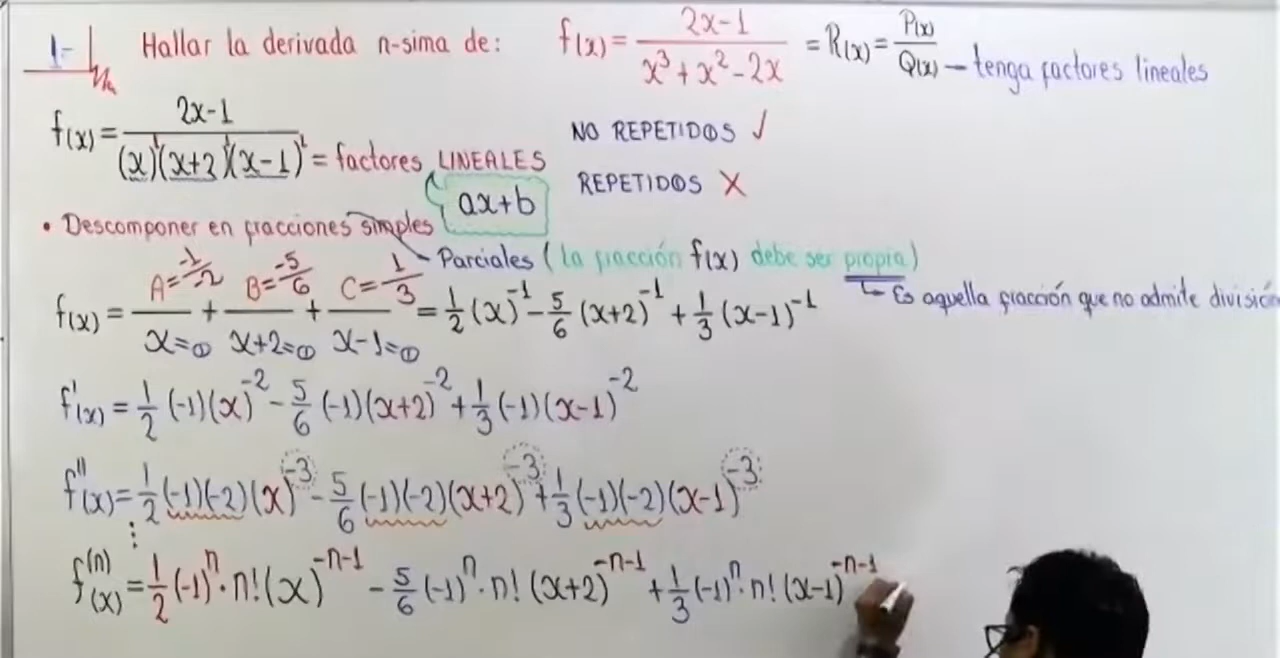 1- Hallar la derivada n-sima de: f(x) = (2x-1)/(x³+x²-2x) = R(x) = P(x)/Q(x) – tenga factores lineales
f(x) = (2x-1)/((x)¹(x+2)¹(x-1)¹) = factores LINEALES
ax+b
NO REPETIDOS ✓
REPETIDOS X
• Descomponer en fracciones simples
Parciales (la fracción f(x) debe ser propia)
Es aquella fracción que no admite división
f(x) = (A=-1/-2)/(x=0) + (B=-5/6)/(x+2=0) + (C=1/3)/(x-1=0) = 1/2 (x)⁻¹ - 5/6 (x+2)⁻¹ + 1/3 (x-1)⁻¹
f'(x) = 1/2 (-1)(x)⁻² - 5/6 (-1)(x+2)⁻² + 1/3 (-1)(x-1)⁻²
f''(x) = 1/2 (-1)(-2)(x)⁻³ - 5/6 (-1)(-2)(x+2)⁻³ + 1/3 (-1)(-2)(x-1)⁻³
⋮
f⁽ⁿ⁾(x) = 1/2 (-1)ⁿ · n! (x)⁻ⁿ⁻¹ - 5/6 (-1)ⁿ · n! (x+2)⁻ⁿ⁻¹ + 1/3 (-1)ⁿ · n! (x-1)⁻ⁿ⁻¹